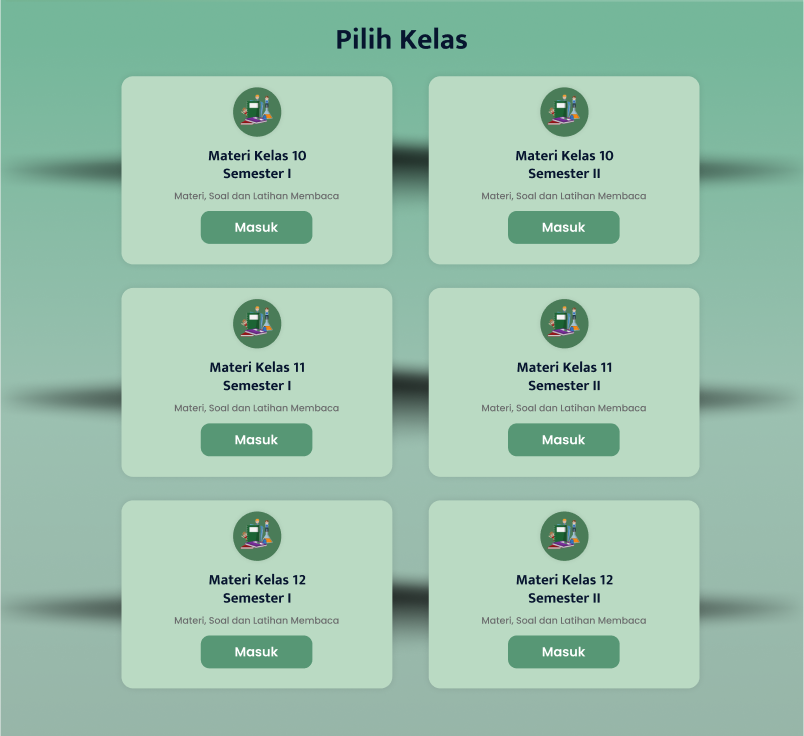 Pilih Kelas
Materi Kelas 10
Semester I
Materi, Soal dan Latihan Membaca
Masuk
Materi Kelas 10
Semester II
Materi, Soal dan Latihan Membaca
Masuk
Materi Kelas 11
Semester I
Materi, Soal dan Latihan Membaca
Masuk
Materi Kelas 11
Semester II
Materi, Soal dan Latihan Membaca
Masuk
Materi Kelas 12
Semester I
Materi, Soal dan Latihan Membaca
Masuk
Materi Kelas 12
Semester II
Materi, Soal dan Latihan Membaca
Masuk